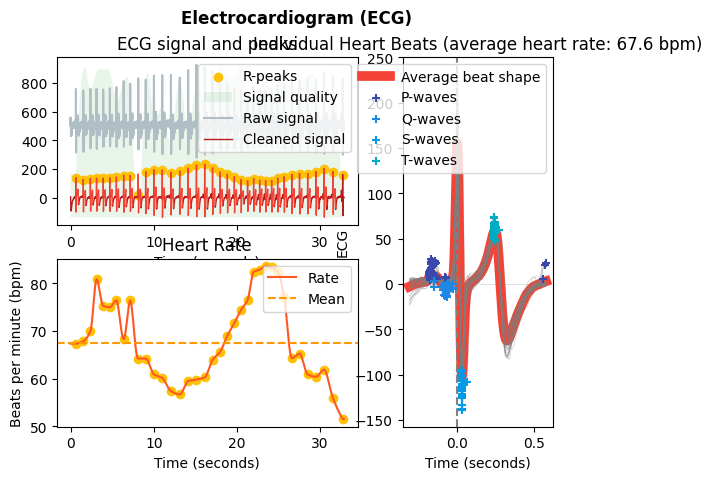 Electrocardiogram (ECG)
ECG signal and peaks
Individual Heart Beats (average heart rate: 67.6 bpm)
R-peaks
Signal quality
Raw signal
Cleaned signal
800
600
400
200
0
0 10 20 30
Time (seconds)
ECG
Average beat shape
P-waves
Q-waves
S-waves
T-waves
250
200
150
50
0
−50
−100
−150
0.0 0.5
Time (seconds)
Heart Rate
Rate
Mean
Beats per minute (bpm)
80
70
60
50
0 10 20 30
Time (seconds)